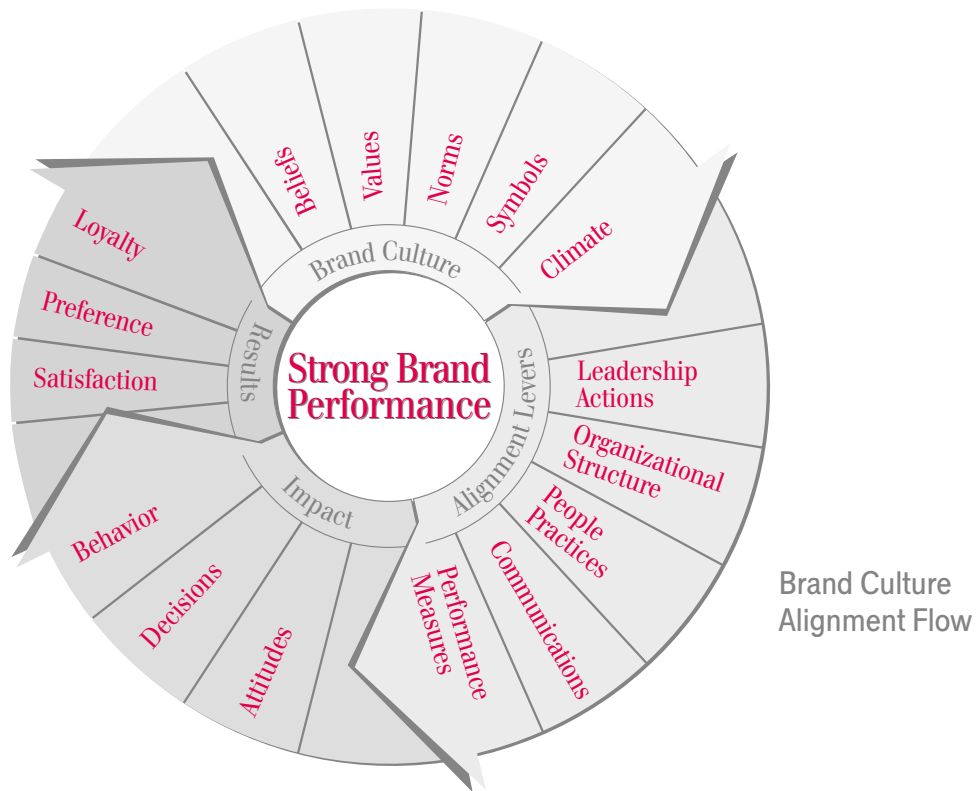 Beliefs
Values
Norms
Symbols
Climate
Brand Culture
Leadership
Actions
Organizational
Structure
People
Practices
Communications
Performance
Measures
Alignment Levers
Attitudes
Decisions
Behavior
Impact
Satisfaction
Preference
Loyalty
Results
Strong Brand
Performance
Brand Culture
Alignment Flow